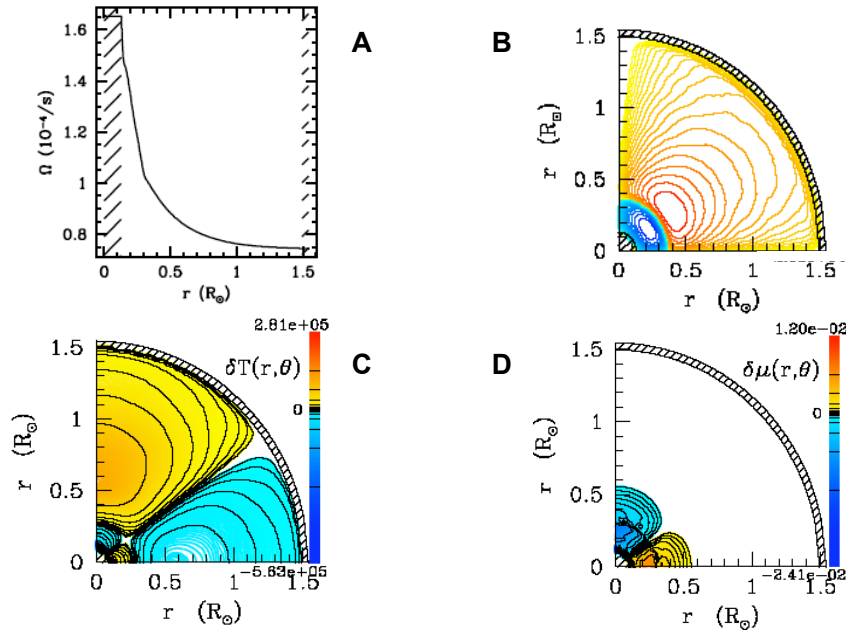 A
1.6
1.4
1.2
1
0.8
Ω (10⁻⁴/s)
0 0.5 1 1.5
r (R⊙)
B
1.5
1
0.5
0
r (R⊡)
0 0.5 1 1.5
r (R⊙)
C
2.81e+05
δT(r,θ)
0
−5.63e+05
1.5
1
0.5
0
r (R⊙)
0 0.5 1 1.5
r (R⊙)
D
1.20e−02
δμ(r,θ)
0
−2.41e−02
1.5
1
0.5
0
r (R⊙)
0 0.5 1 1.5
r (R⊙)